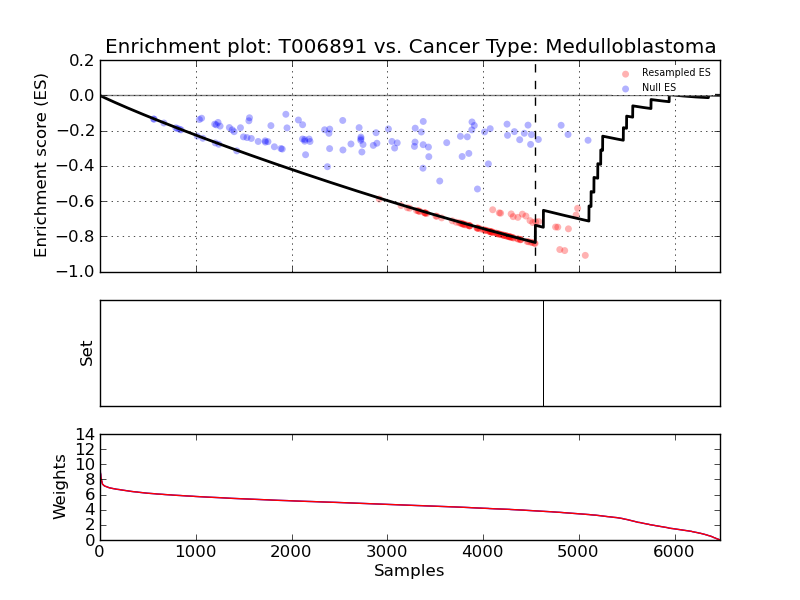 Enrichment plot: T006891 vs. Cancer Type: Medulloblastoma
Enrichment score (ES)
0.2
0.0
−0.2
−0.4
−0.6
−0.8
−1.0
Resampled ES
Null ES
Set
Weights
14
12
10
8
6
4
2
0
0 1000 2000 3000 4000 5000 6000
Samples